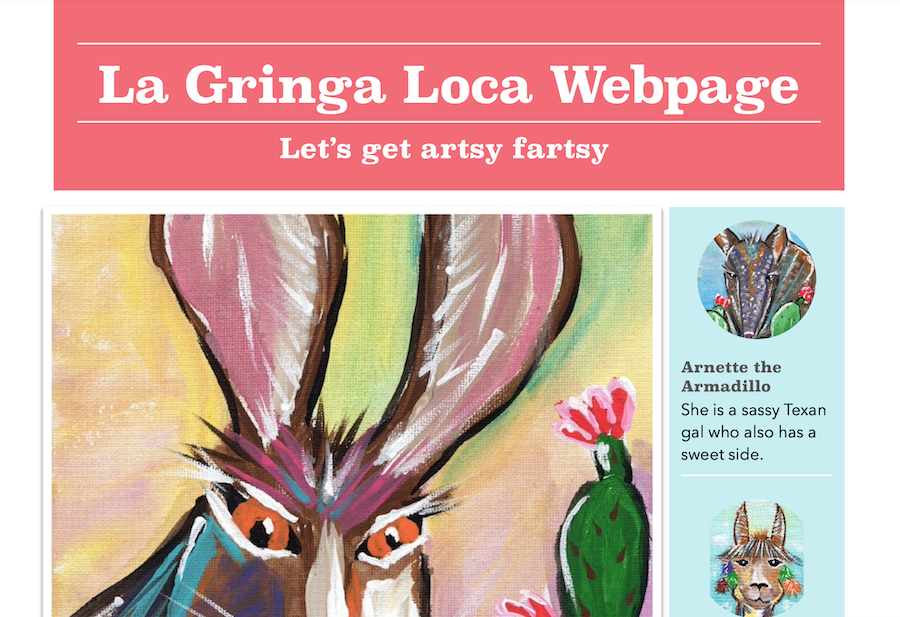 La Gringa Loca Webpage
Let’s get artsy fartsy
Arnette the
Armadillo
She is a sassy Texan
gal who also has a
sweet side.